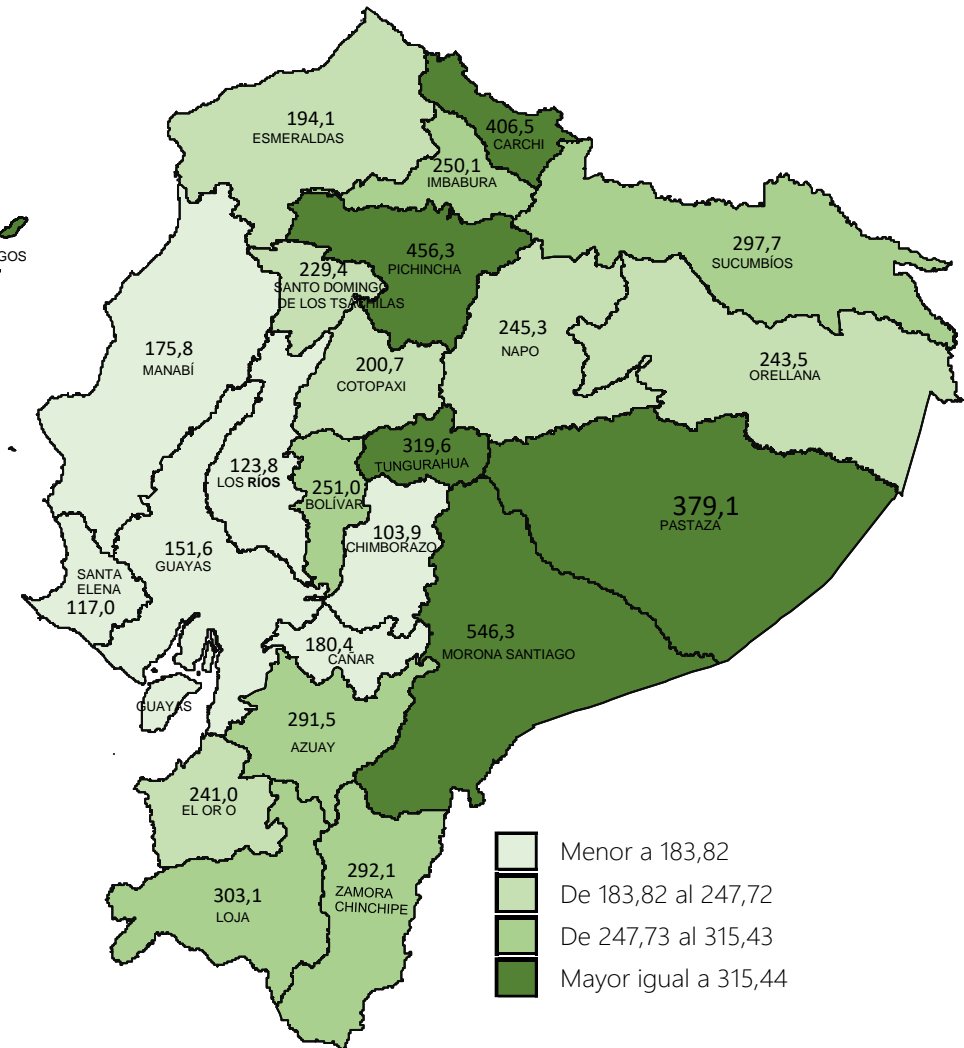 194,1
ESMERALDAS
406,5
CARCHI
250,1
IMBABURA
GOS
456,3
PICHINCHA
297,7
SUCUMBÍOS
229,4
SANTO DOMINGO
DE LOS TSÁCHILAS
245,3
NAPO
175,8
MANABÍ
200,7
COTOPAXI
243,5
ORELLANA
319,6
TUNGURAHUA
123,8
LOS RÍOS
251,0
BOLÍVAR
379,1
PASTAZA
103,9
CHIMBORAZO
151,6
GUAYAS
SANTA
ELENA
117,0
546,3
MORONA SANTIAGO
180,4
CAÑAR
GUAYAS
291,5
AZUAY
241,0
EL OR O
303,1
LOJA
292,1
ZAMORA
CHINCHIPE
Menor a 183,82
De 183,82 al 247,72
De 247,73 al 315,43
Mayor igual a 315,44